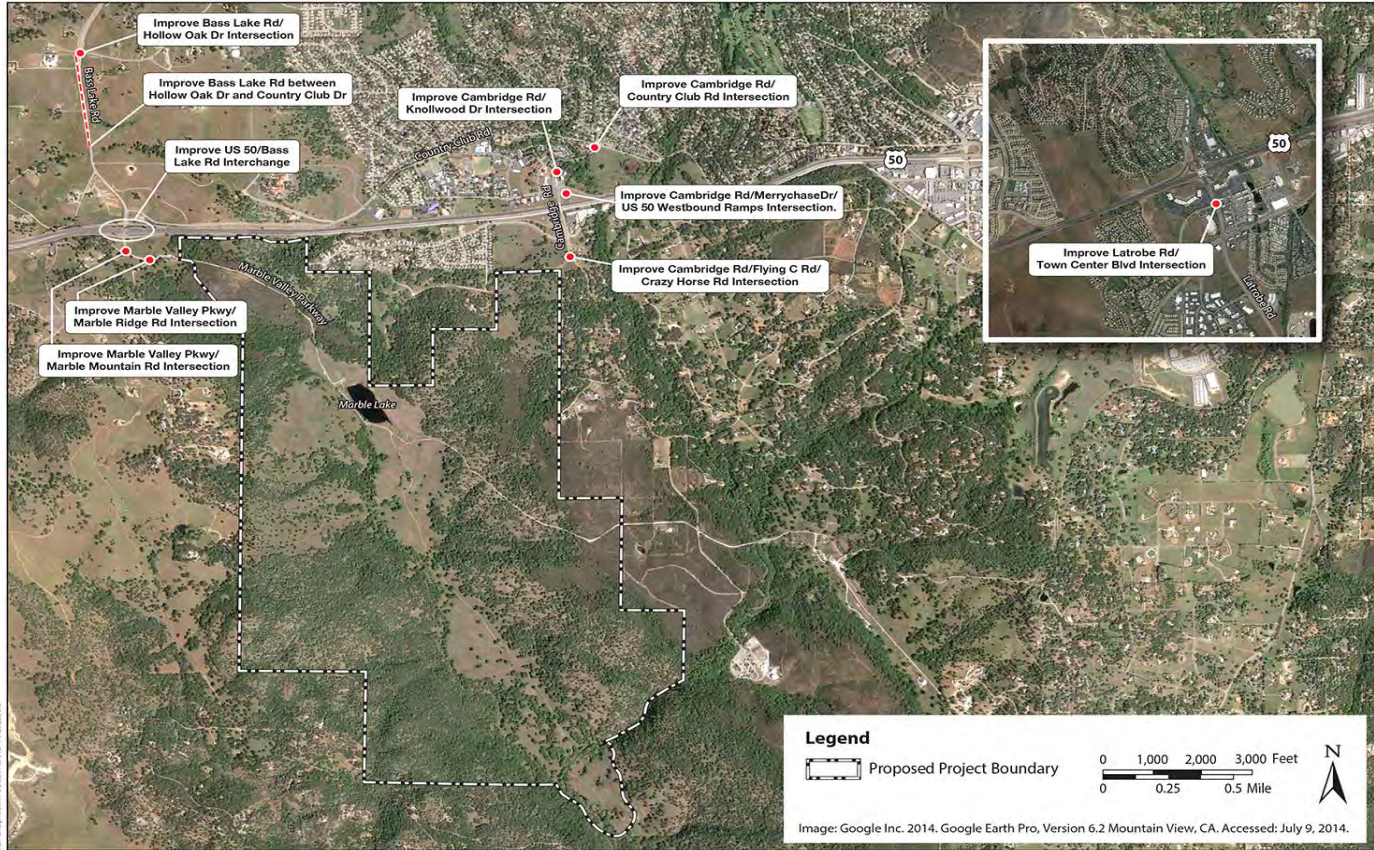 Improve Bass Lake Rd/
Hollow Oak Dr Intersection
Bass Lake Rd
Improve Bass Lake Rd between
Hollow Oak Dr and Country Club Dr
Improve US 50/Bass
Lake Rd Interchange
Improve Cambridge Rd/
Knollwood Dr Intersection
Improve Cambridge Rd/
Country Club Rd Intersection
Country Club Rd
50
Improve Cambridge Rd/MerrychaseDr/
US 50 Westbound Ramps Intersection.
Cambridge Rd
Improve Cambridge Rd/Flying C Rd/
Crazy Horse Rd Intersection
50
Improve Latrobe Rd/
Town Center Blvd Intersection
Latrobe Rd
Marble Valley Parkway
Improve Marble Valley Pkwy/
Marble Ridge Rd Intersection
Improve Marble Valley Pkwy/
Marble Mountain Rd Intersection
Marble Lake
Legend
Proposed Project Boundary
0 1,000 2,000 3,000 Feet
0 0.25 0.5 Mile
N
Image: Google Inc. 2014. Google Earth Pro, Version 6.2 Mountain View, CA. Accessed: July 9, 2014.